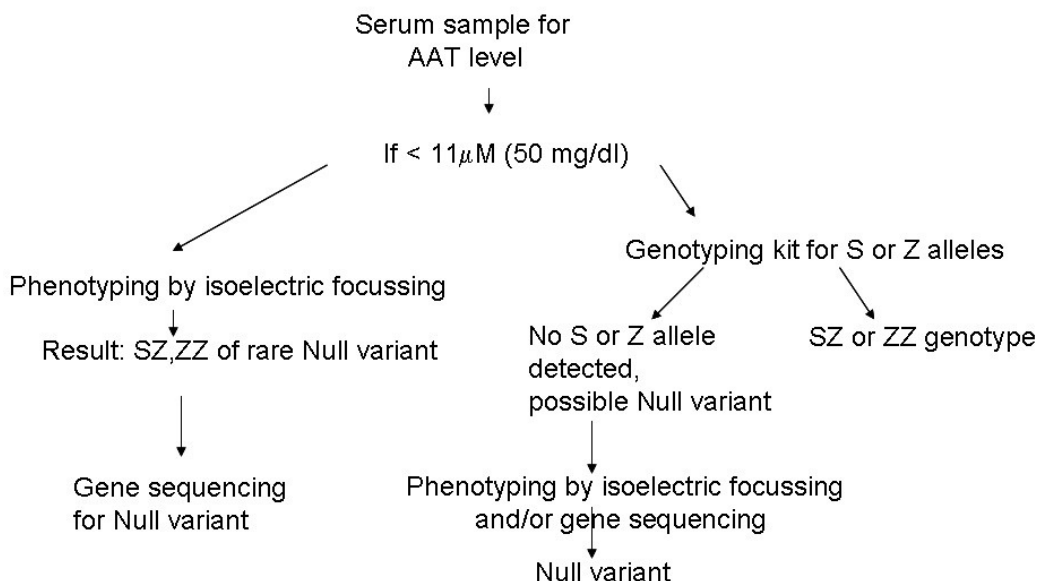 Serum sample for
AAT level
If < 11μM (50 mg/dl)
Genotyping kit for S or Z alleles
Phenotyping by isoelectric focussing
Result: SZ,ZZ of rare Null variant
No S or Z allele
detected,
possible Null variant
SZ or ZZ genotype
Gene sequencing
for Null variant
Phenotyping by isoelectric focussing
and/or gene sequencing
Null variant